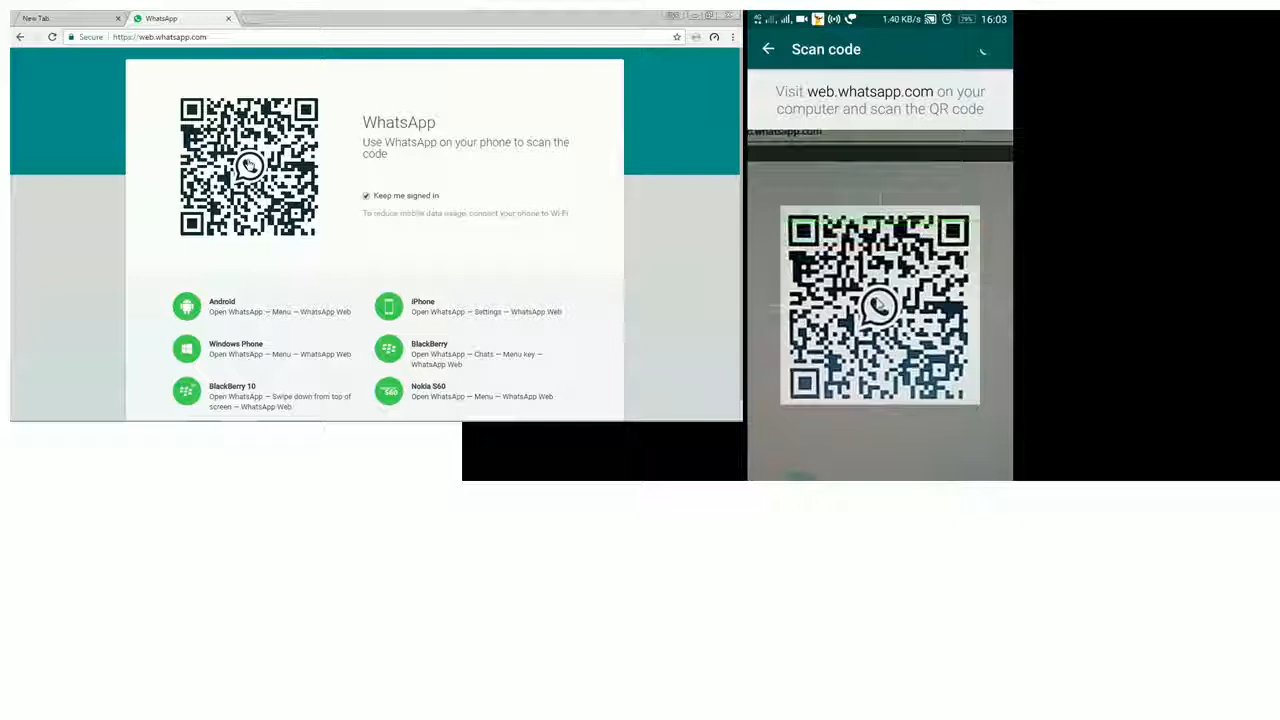 New Tab
WhatsApp
Secure
https://web.whatsapp.com
WhatsApp
Use WhatsApp on your phone to scan the
code
Keep me signed in
To reduce mobile data usage, connect your phone to Wi-Fi
Android
Open WhatsApp – Menu – WhatsApp Web
iPhone
Open WhatsApp – Settings – WhatsApp Web
Windows Phone
Open WhatsApp – Menu – WhatsApp Web
BlackBerry
Open WhatsApp – Chats – Menu key –
WhatsApp Web
BlackBerry 10
Open WhatsApp – Swipe down from top of
screen – WhatsApp Web
S60
Nokia S60
Open WhatsApp – Menu – WhatsApp Web
4G
1.40 KB/s
79%
16:03
Scan code
Visit web.whatsapp.com on your
computer and scan the QR code
.whatsapp.com